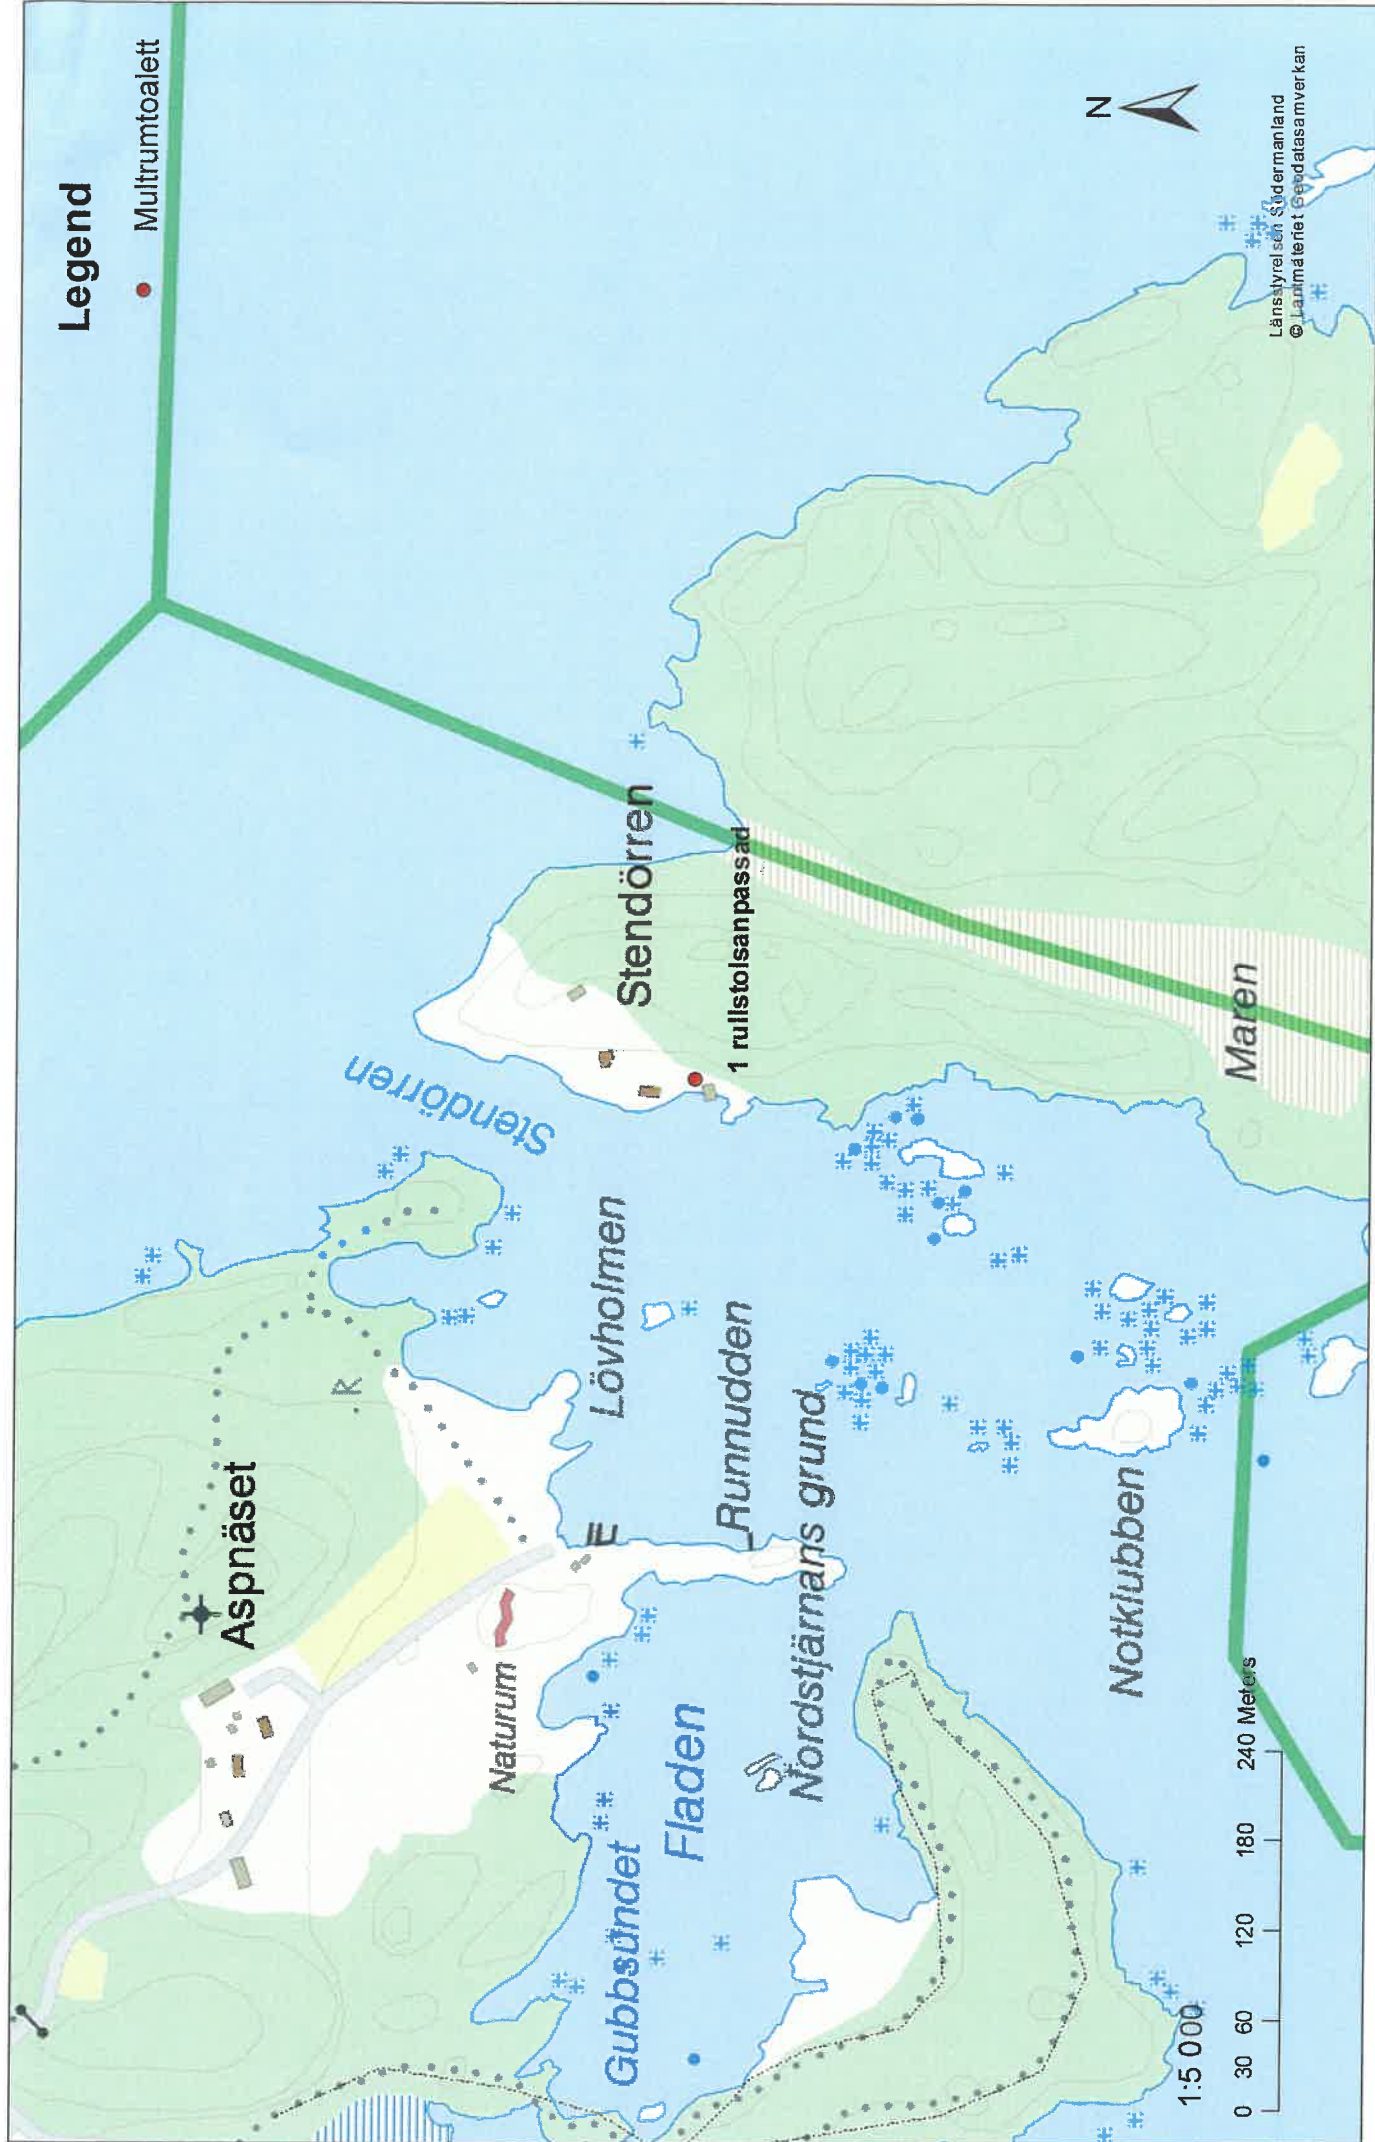 Legend
Multrumtoalett
N
Länsstyrelsen Södermanland
© Lantmäteriet Geodatasamverkan
Aspnäset
R
Stendörren
Stendörren
1 rullstolsanpassad
Naturum
Lövholmen
Gubbsundet
Fladen
Runnudden
Nordstjärnans grund
Maren
Notklubben
1:5 000
0 30 60 120 180 240 Meters